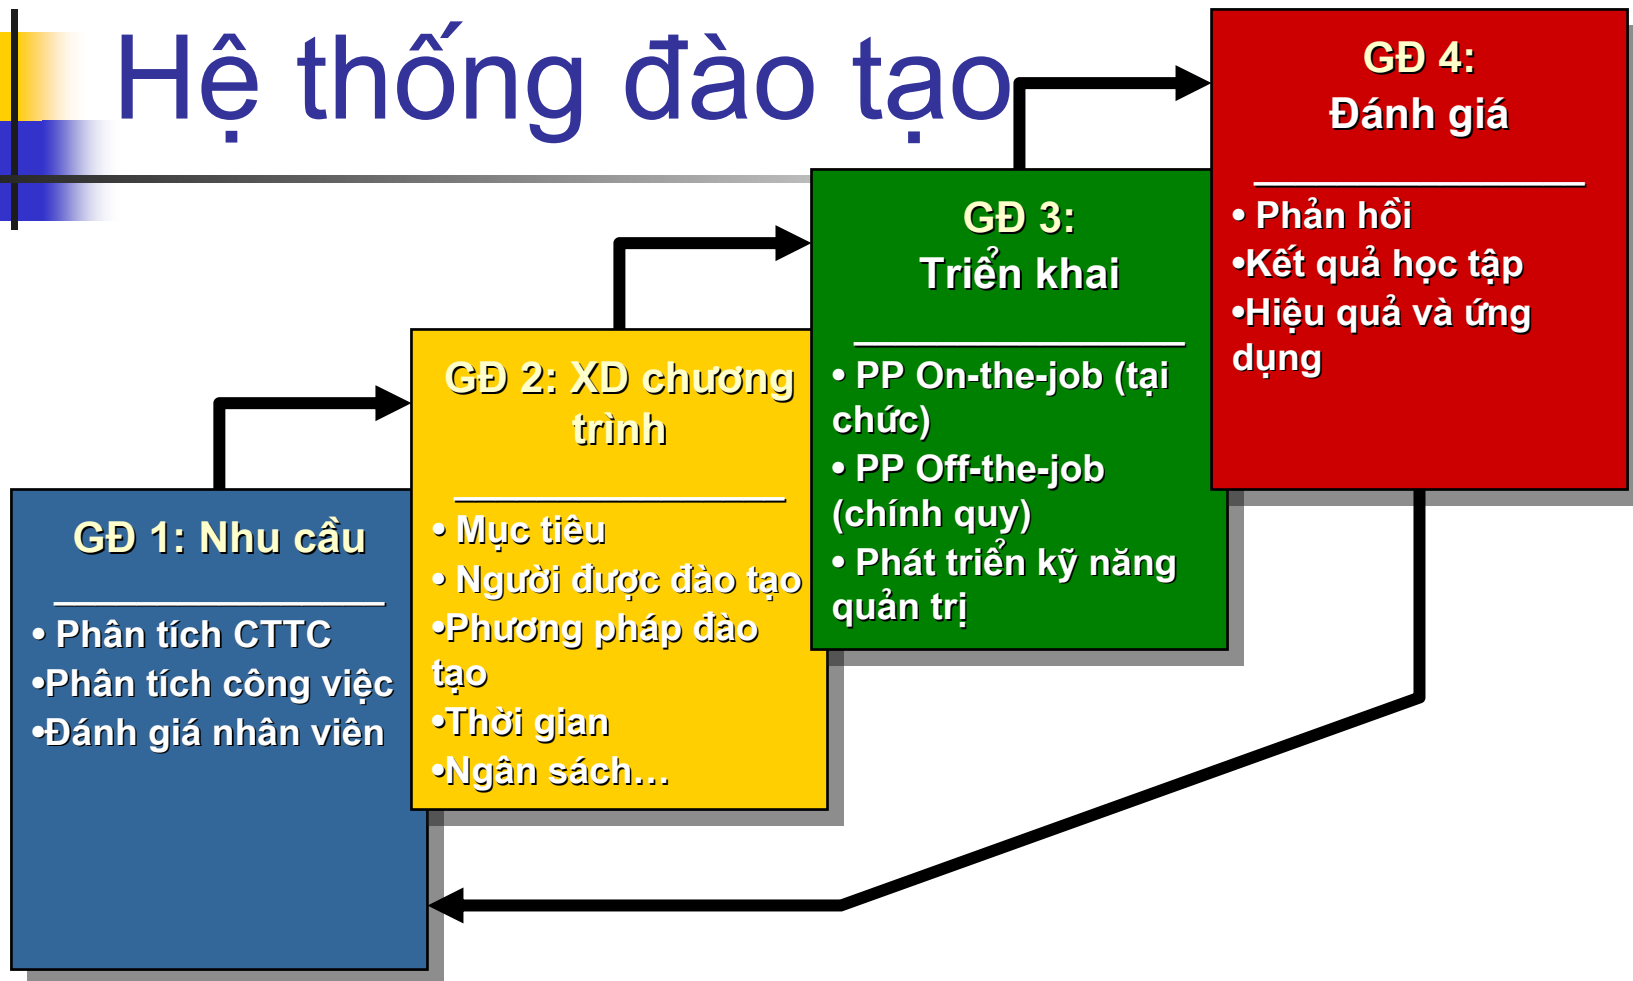 Hệ thống đào tạo
GĐ 1: Nhu cầu
• Phân tích CTTC
•Phân tích công việc
•Đánh giá nhân viên
GĐ 2: XD chương
trình
• Mục tiêu
• Người được đào tạo
•Phương pháp đào
tạo
•Thời gian
•Ngân sách…
GĐ 3:
Triển khai
• PP On-the-job (tại
chức)
• PP Off-the-job
(chính quy)
• Phát triển kỹ năng
quản trị
GĐ 4:
Đánh giá
• Phản hồi
•Kết quả học tập
•Hiệu quả và ứng
dụng